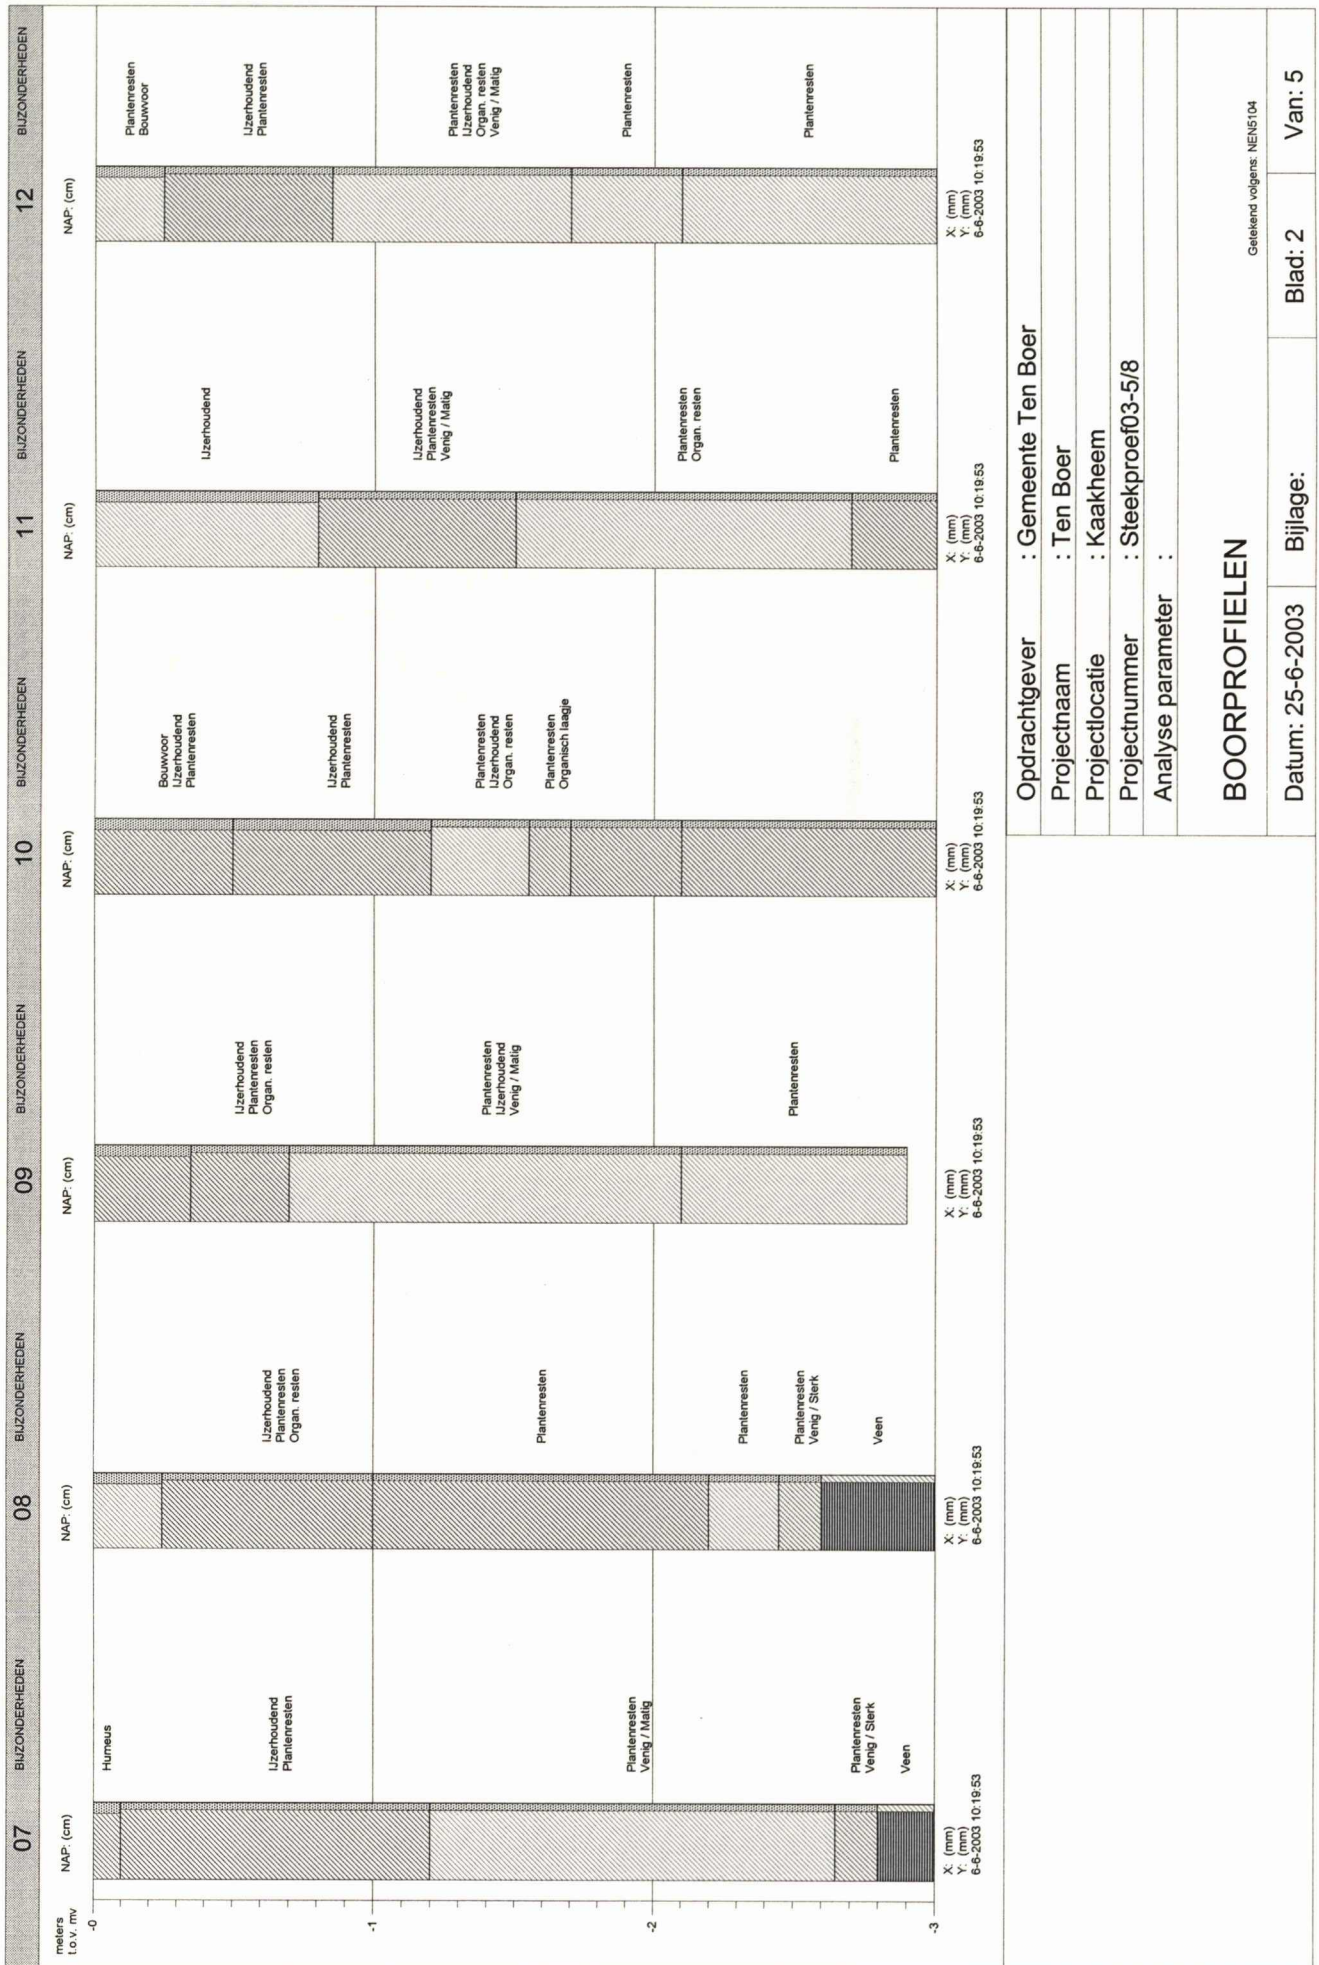 07 BIJZONDERHEDEN 08 BIJZONDERHEDEN 09 BIJZONDERHEDEN 10 BIJZONDERHEDEN 11 BIJZONDERHEDEN 12 BIJZONDERHEDEN
meters
t.o.v. mv
-0
-1
-2
-3
NAP: (cm)
Humeus
IJzerhoudend
Plantenresten
Plantenresten
Venig / Matig
Plantenresten
Venig / Sterk
Veen
X: (mm)
Y: (mm)
6-6-2003 10:19:53
NAP: (cm)
IJzerhoudend
Plantenresten
Organ. resten
Plantenresten
Plantenresten
Plantenresten
Venig / Sterk
Veen
X: (mm)
Y: (mm)
6-6-2003 10:19:53
NAP: (cm)
IJzerhoudend
Plantenresten
Organ. resten
Plantenresten
IJzerhoudend
Venig / Matig
Plantenresten
X: (mm)
Y: (mm)
6-6-2003 10:19:53
NAP: (cm)
Bouwvoor
IJzerhoudend
Plantenresten
IJzerhoudend
Plantenresten
Plantenresten
IJzerhoudend
Organ. resten
Plantenresten
Organisch laagje
X: (mm)
Y: (mm)
6-6-2003 10:19:53
NAP: (cm)
IJzerhoudend
IJzerhoudend
Plantenresten
Venig / Matig
Plantenresten
Organ. resten
Plantenresten
X: (mm)
Y: (mm)
6-6-2003 10:19:53
NAP: (cm)
Plantenresten
Bouwvoor
IJzerhoudend
Plantenresten
Plantenresten
IJzerhoudend
Organ. resten
Venig / Matig
Plantenresten
Plantenresten
X: (mm)
Y: (mm)
6-6-2003 10:19:53
Opdrachtgever : Gemeente Ten Boer
Projectnaam : Ten Boer
Projectlocatie : Kaakheem
Projectnummer : Steekproef03-5/8
Analyse parameter :
BOORPROFIELEN
Getekend volgens: NEN5104
Datum: 25-6-2003 Bijlage: Blad: 2 Van: 5